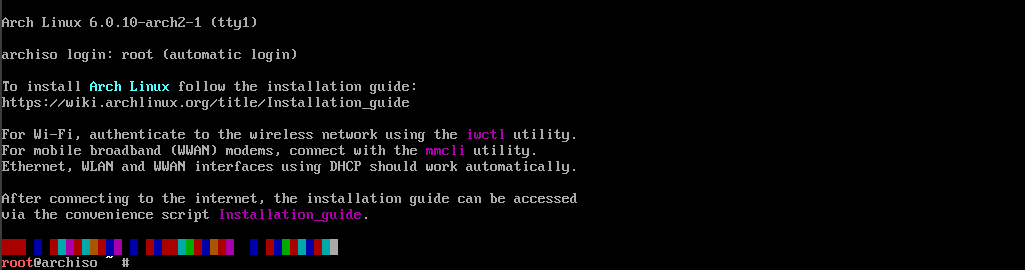 Arch Linux 6.0.10-arch2-1 (tty1)
archiso login: root (automatic login)
To install Arch Linux follow the installation guide:
https://wiki.archlinux.org/title/Installation_guide
For Wi-Fi, authenticate to the wireless network using the iwctl utility.
For mobile broadband (WWAN) modems, connect with the mmcli utility.
Ethernet, WLAN and WWAN interfaces using DHCP should work automatically.
After connecting to the internet, the installation guide can be accessed
via the convenience script Installation_guide.
root@archiso ~ #